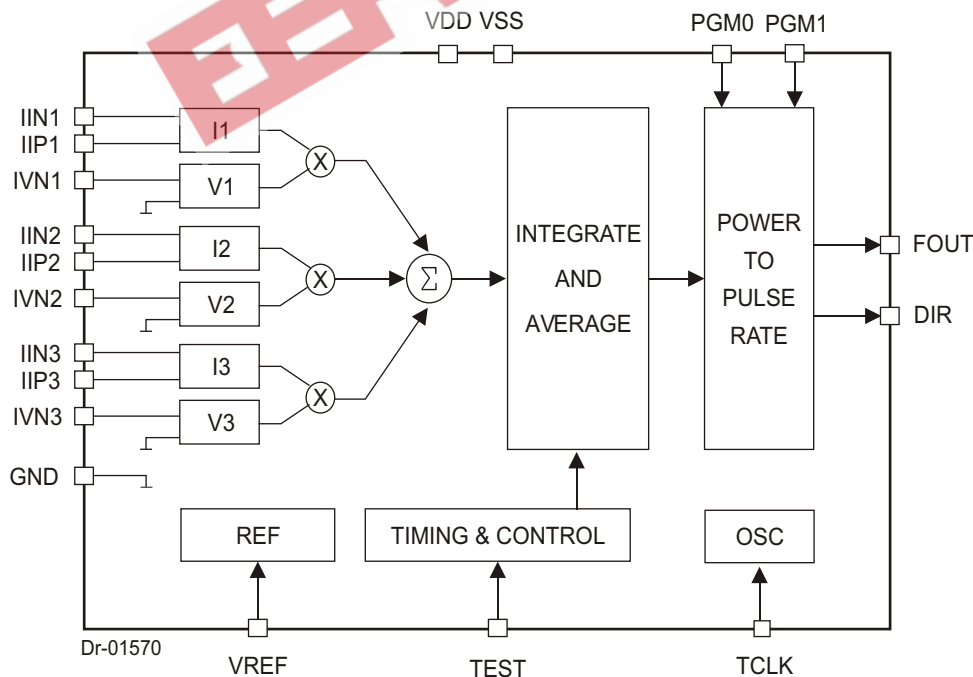 VDD VSS
PGM0 PGM1
IIN1
IIP1
IVN1
IIN2
IIP2
IVN2
IIN3
IIP3
IVN3
GND
I1
V1
X
I2
V2
X
I3
V3
X
Σ
INTEGRATE
AND
AVERAGE
POWER
TO
PULSE
RATE
FOUT
DIR
REF
TIMING & CONTROL
OSC
Dr-01570
VREF
TEST
TCLK